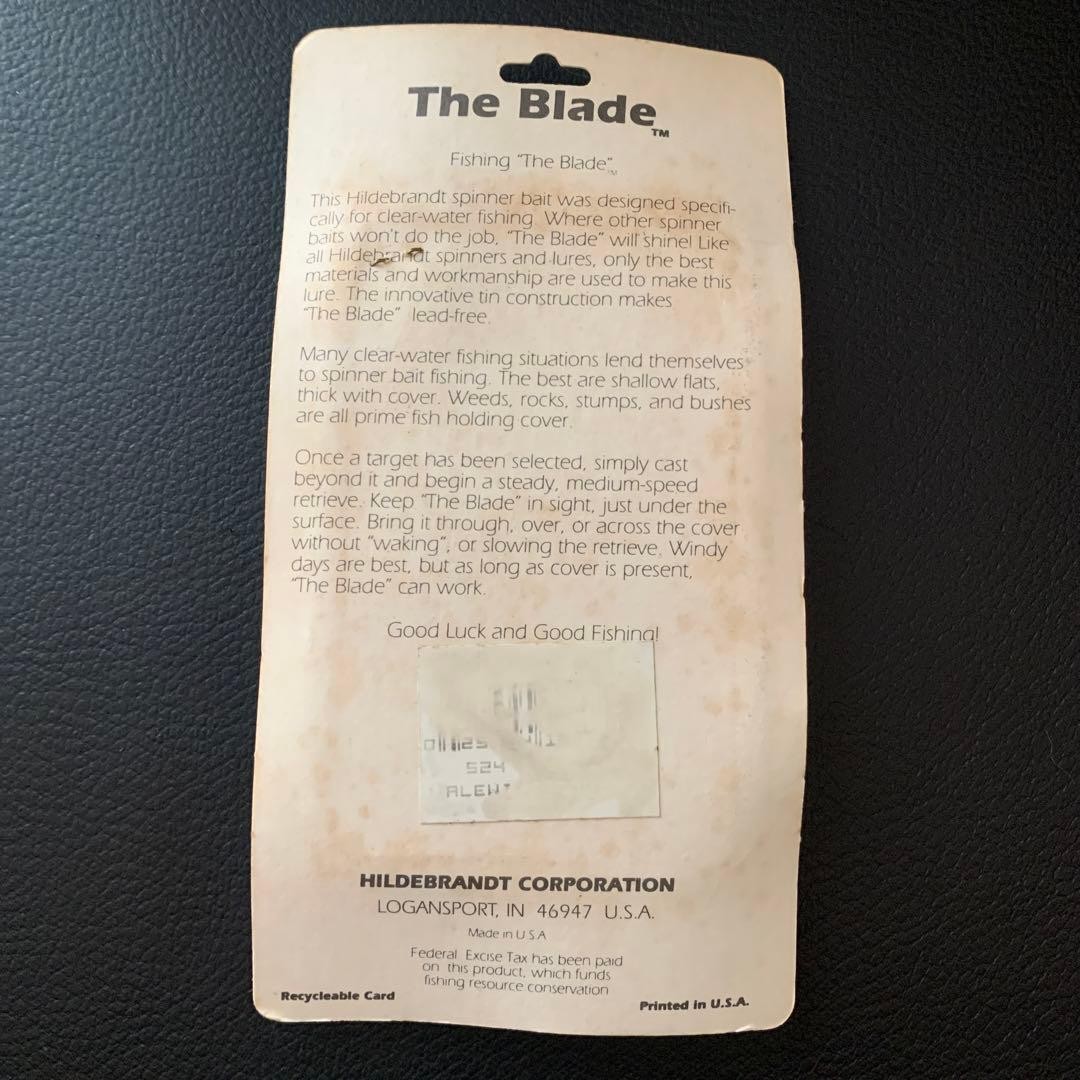 The Blade™
Fishing "The Blade"™
This Hildebrandt spinner bait was designed specifi-
cally for clear-water fishing. Where other spinner
baits won't do the job, "The Blade" will shine! Like
all Hildebrandt spinners and lures, only the best
materials and workmanship are used to make this
lure. The innovative tin construction makes
"The Blade" lead-free.
Many clear-water fishing situations lend themselves
to spinner bait fishing. The best are shallow flats,
thick with cover. Weeds, rocks, stumps, and bushes
are all prime fish holding cover.
Once a target has been selected, simply cast
beyond it and begin a steady, medium-speed
retrieve. Keep "The Blade" in sight, just under the
surface. Bring it through, over, or across the cover
without "waking", or slowing the retrieve. Windy
days are best, but as long as cover is present,
"The Blade" can work.
Good Luck and Good Fishing!
524
HILDEBRANDT CORPORATION
LOGANSPORT, IN 46947 U.S.A.
Made in U.S.A
Federal Excise Tax has been paid
on this product, which funds
fishing resource conservation
Recycleable Card
Printed in U.S.A.